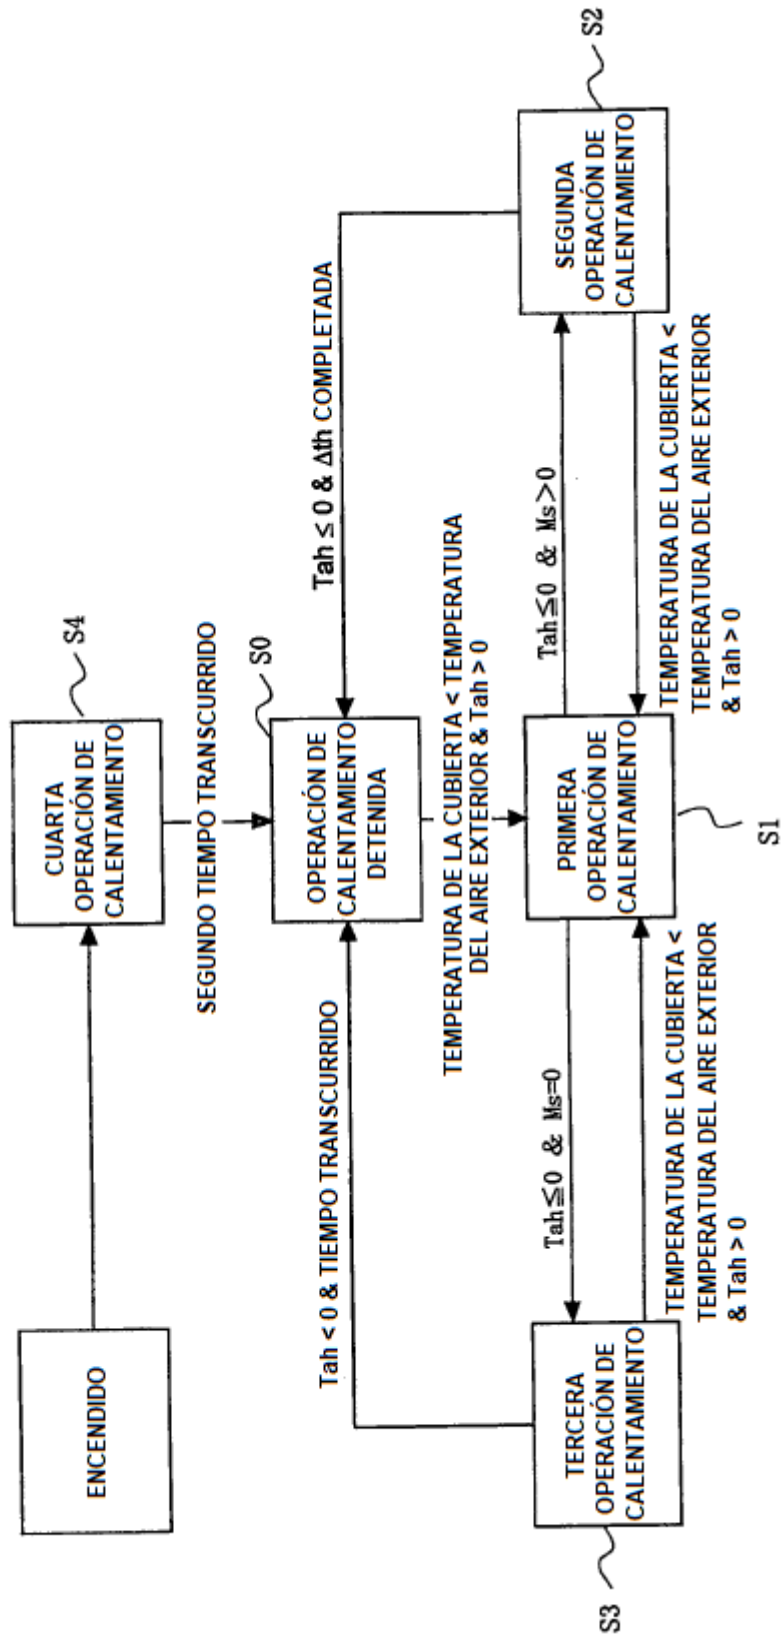 ENCENDIDO
CUARTA
OPERACIÓN DE
CALENTAMIENTO
S4
SEGUNDO TIEMPO TRANSCURRIDO
S0
OPERACIÓN DE
CALENTAMIENTO
DETENIDA
Tah < 0 & TIEMPO TRANSCURRIDO
Tah ≤ 0 & Δth COMPLETADA
TEMPERATURA DE LA CUBIERTA < TEMPERATURA
DEL AIRE EXTERIOR & Tah > 0
TERCERA
OPERACIÓN DE
CALENTAMIENTO
S3
Tah≦0 & Ms=0
TEMPERATURA DE LA CUBIERTA <
TEMPERATURA DEL AIRE EXTERIOR
& Tah > 0
PRIMERA
OPERACIÓN DE
CALENTAMIENTO
S1
Tah≦0 & Ms>0
TEMPERATURA DE LA CUBIERTA <
TEMPERATURA DEL AIRE EXTERIOR
& Tah > 0
SEGUNDA
OPERACIÓN DE
CALENTAMIENTO
S2